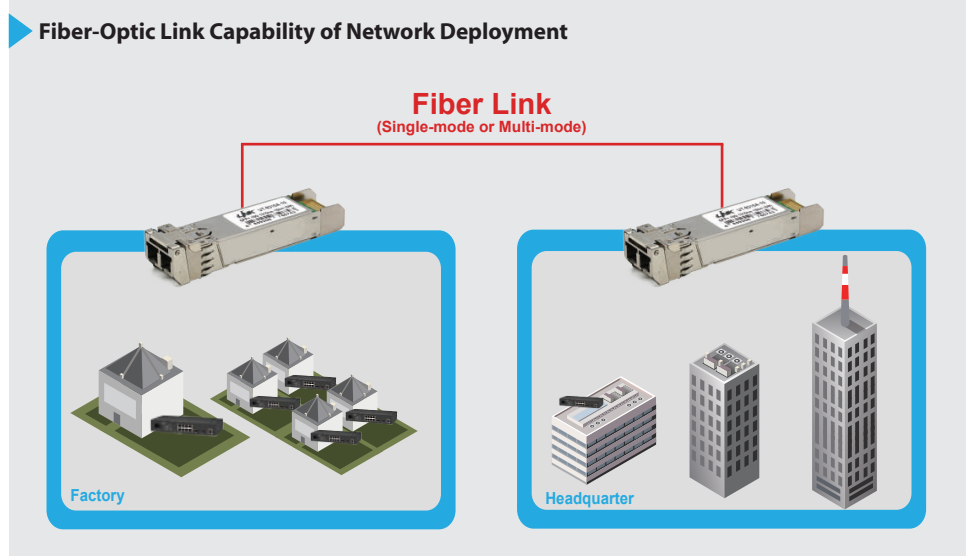 Fiber-Optic Link Capability of Network Deployment
Fiber Link
(Single-mode or Multi-mode)
Factory
Headquarter